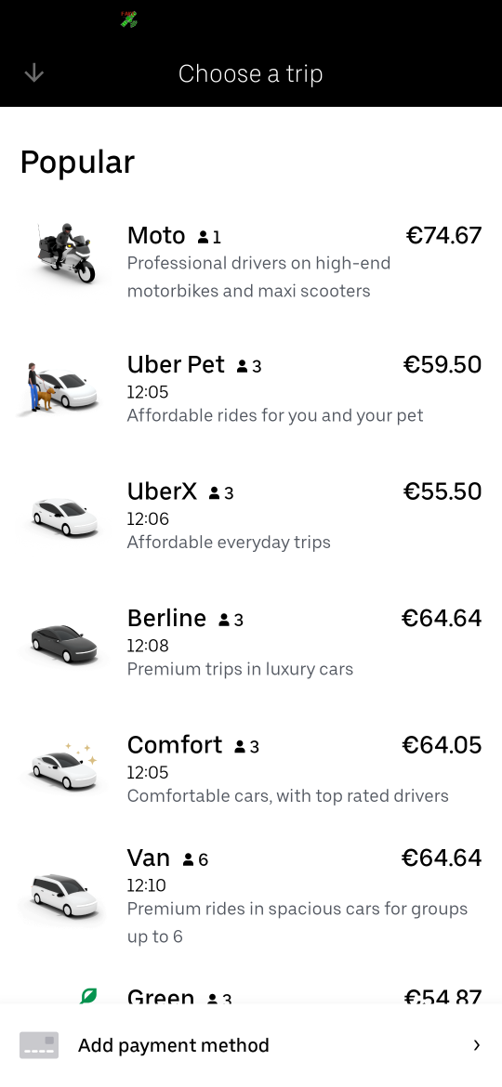 Choose a trip
Popular
Moto 1 €74.67
Professional drivers on high-end
motorbikes and maxi scooters
Uber Pet 3 €59.50
12:05
Affordable rides for you and your pet
UberX 3 €55.50
12:06
Affordable everyday trips
Berline 3 €64.64
12:08
Premium trips in luxury cars
Comfort 3 €64.05
12:05
Comfortable cars, with top rated drivers
Van 6 €64.64
12:10
Premium rides in spacious cars for groups
up to 6
Green 3 €54.87
Add payment method